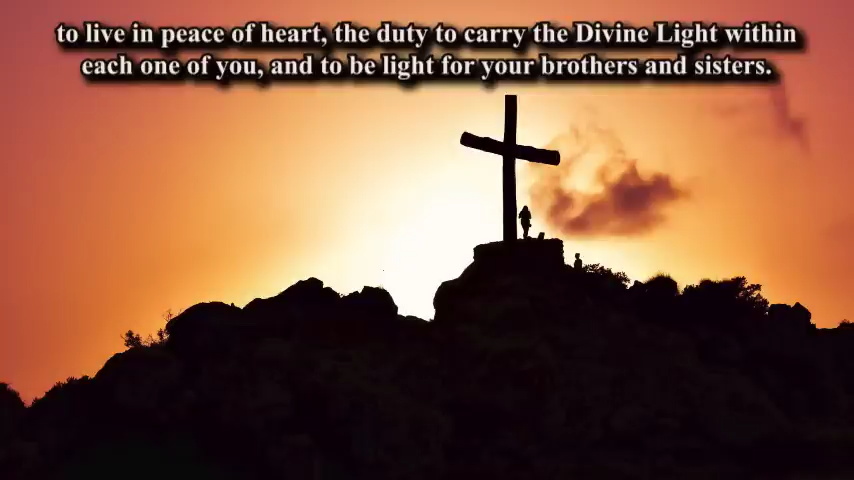 to live in peace of heart, the duty to carry the Divine Light within
each one of you, and to be light for your brothers and sisters.